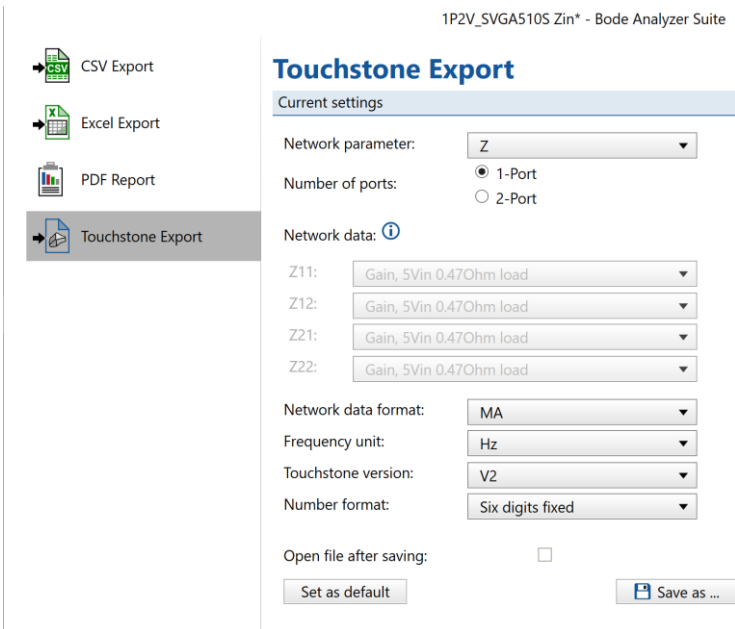 1P2V_SVGA510S Zin* - Bode Analyzer Suite
CSV
CSV Export
Excel Export
PDF Report
Touchstone Export
Touchstone Export
Current settings
Network parameter: Z
Number of ports: 1-Port
2-Port
Network data:
Z11: Gain, 5Vin 0.47Ohm load
Z12: Gain, 5Vin 0.47Ohm load
Z21: Gain, 5Vin 0.47Ohm load
Z22: Gain, 5Vin 0.47Ohm load
Network data format: MA
Frequency unit: Hz
Touchstone version: V2
Number format: Six digits fixed
Open file after saving:
Set as default Save as ...